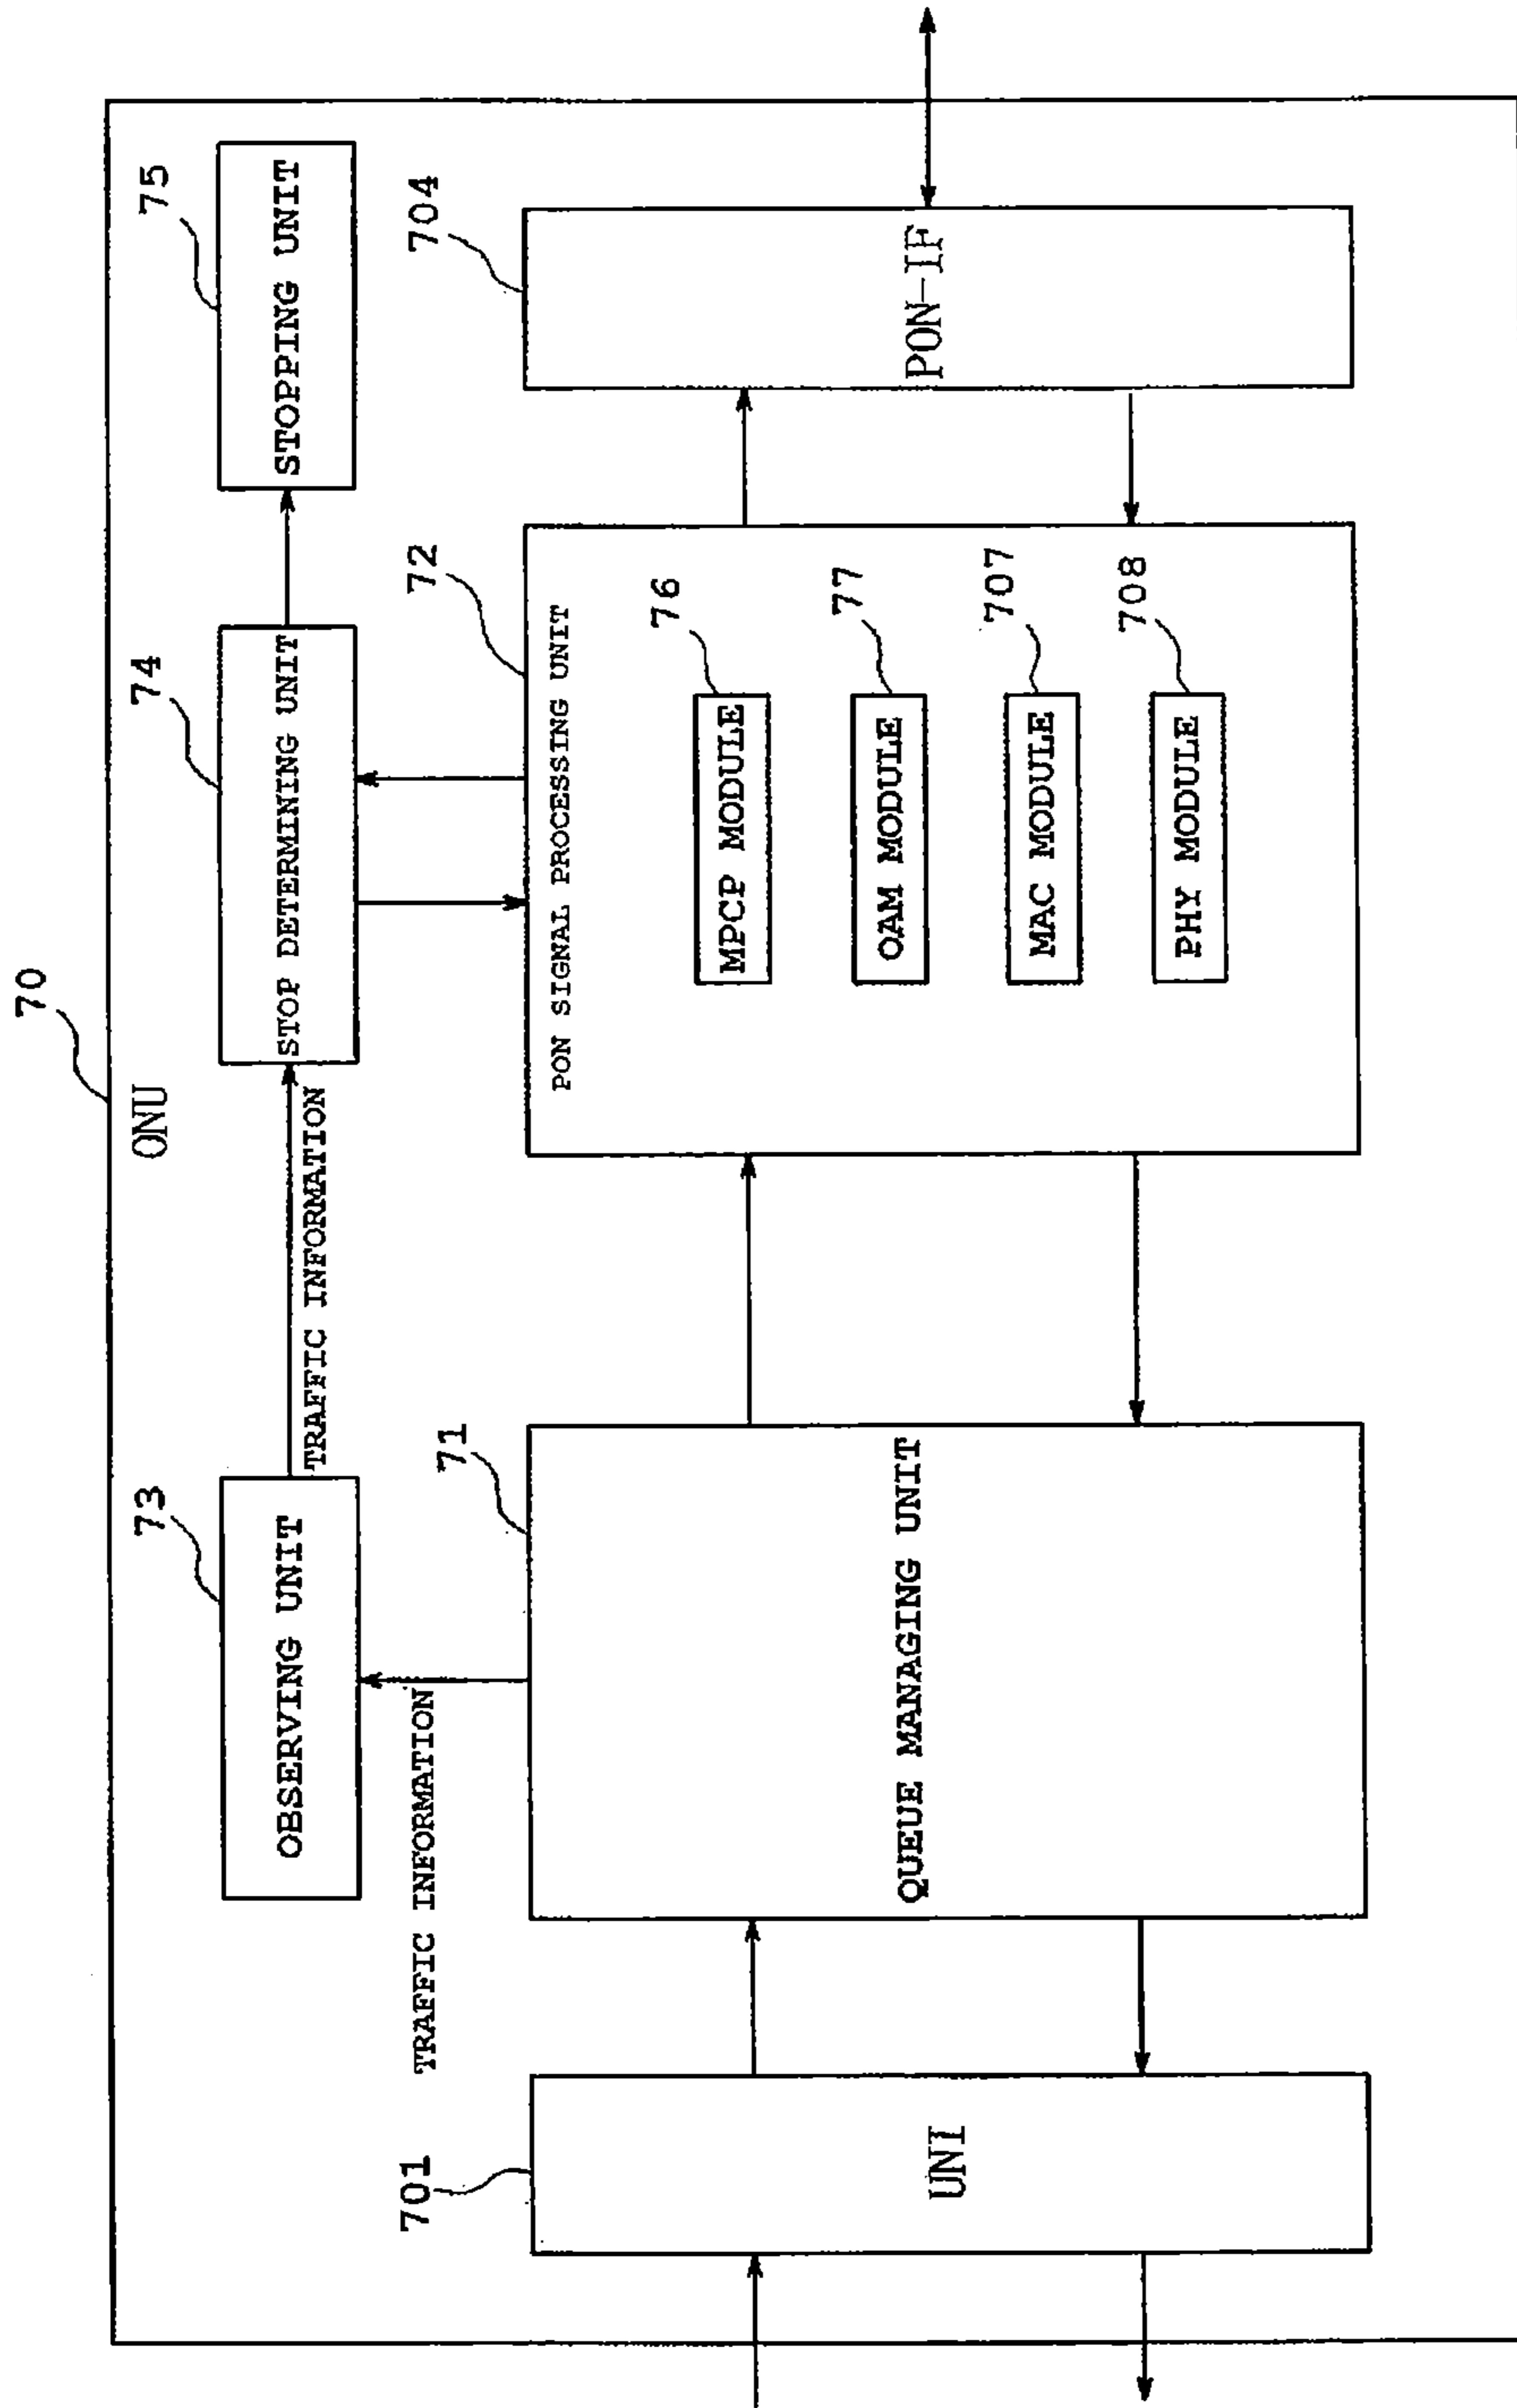 70
ONU
73
OBSERVING UNIT
TRAFFIC INFORMATION
74
STOP DETERMINING UNIT
75
STOPPING UNIT
TRAFFIC INFORMATION
701
UNI
71
QUEUE MANAGING UNIT
72
PON SIGNAL PROCESSING UNIT
76
MPCP MODULE
77
OAM MODULE
707
MAC MODULE
708
PHY MODULE
704
PON-IF